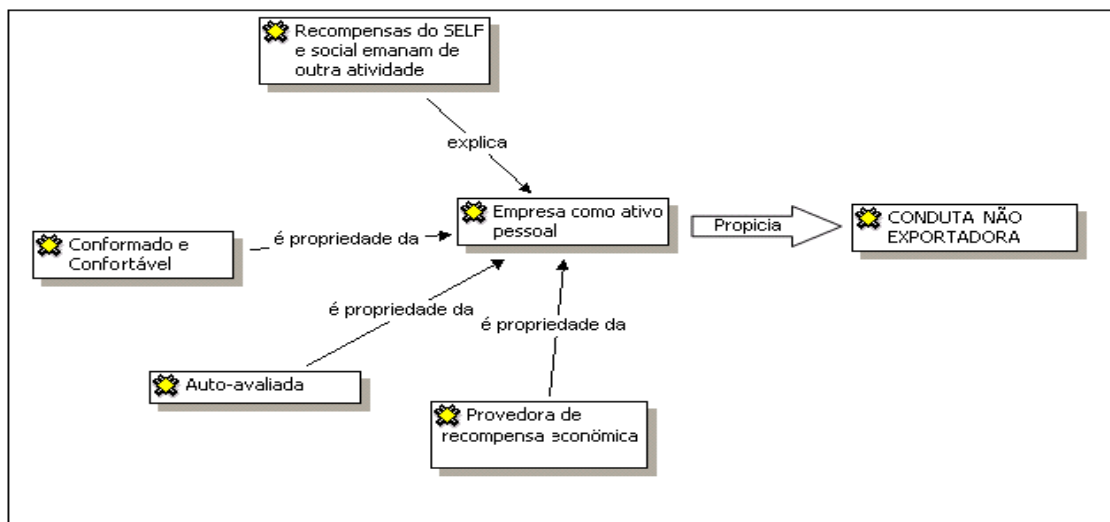 Recompensas do SELF
e social emanam de
outra atividade
explica
Empresa como ativo
pessoal
Propicia
CONDUTA NÃO
EXPORTADORA
Conformado e
Confortável
é propriedade da
é propriedade da
é propriedade da
Auto-avaliada
Provedora de
recompensa econômica